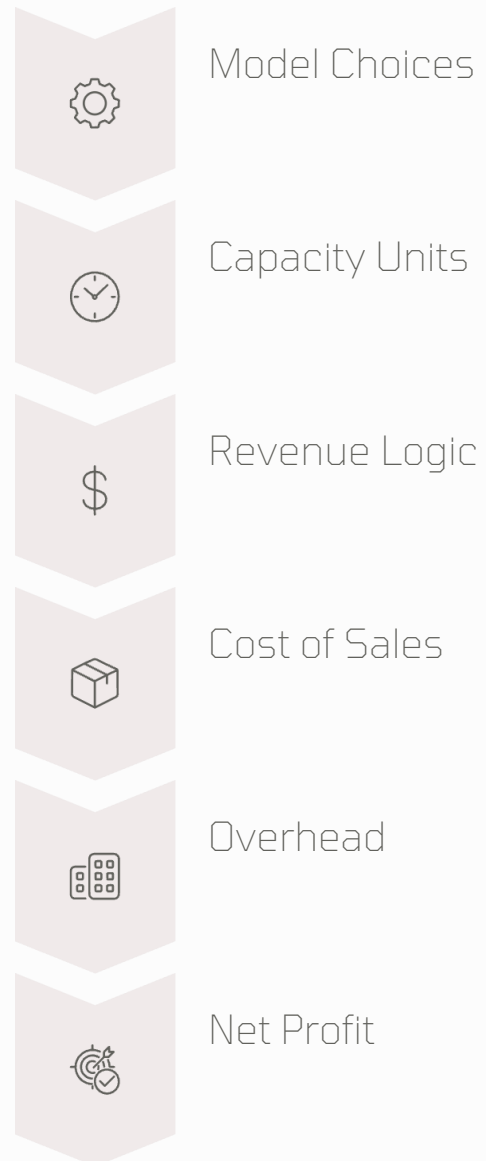 Model Choices
Capacity Units
Revenue Logic
Cost of Sales
Overhead
Net Profit